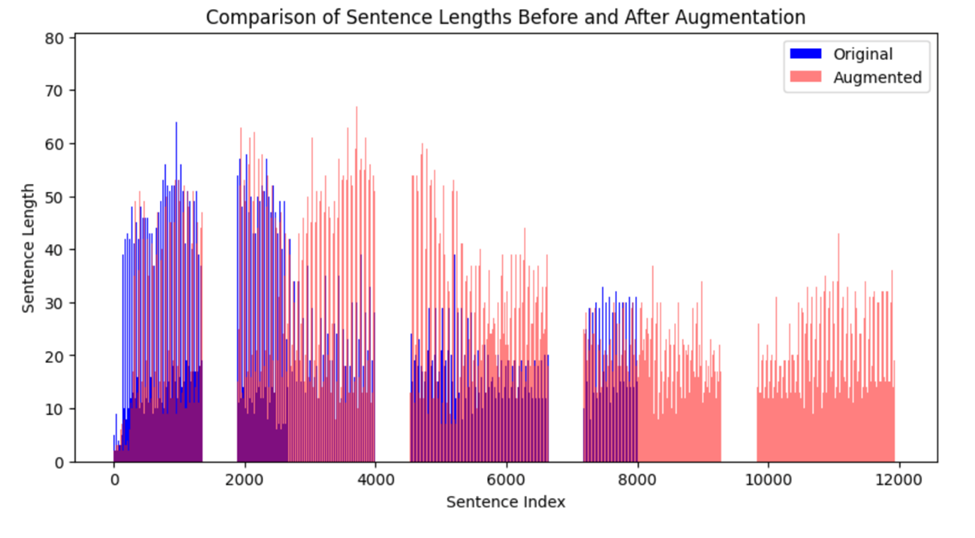 Comparison of Sentence Lengths Before and After Augmentation
80
70
60
50
40
30
20
10
0
Sentence Length
Original
Augmented
0 2000 4000 6000 8000 10000 12000
Sentence Index